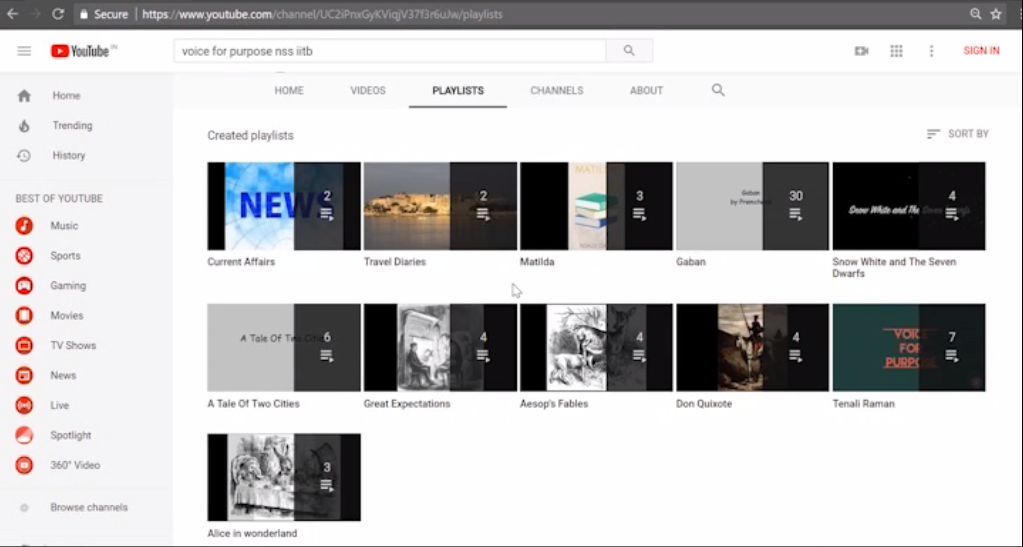 Secure
https://www.youtube.com/channel/UC2iPnxGyKViqjV37f3r6uJw/playlists
YouTube IN
voice for purpose nss iitb
SIGN IN
HOME VIDEOS PLAYLISTS CHANNELS ABOUT
Home
Trending
History
BEST OF YOUTUBE
Music
Sports
Gaming
Movies
TV Shows
News
Live
Spotlight
360° Video
Browse channels
Created playlists
SORT BY
NEWS
2
Current Affairs
2
Travel Diaries
MATILD
3
Matilda
Gaban
by Premchand
30
Gaban
Snow White and The Seven Dwarfs
4
Snow White and The Seven
Dwarfs
A Tale Of Two Cities
6
A Tale Of Two Cities
4
Great Expectations
4
Aesop's Fables
4
Don Quixote
VOICE
FOR
PURPOSE
7
Tenali Raman
3
Alice in wonderland